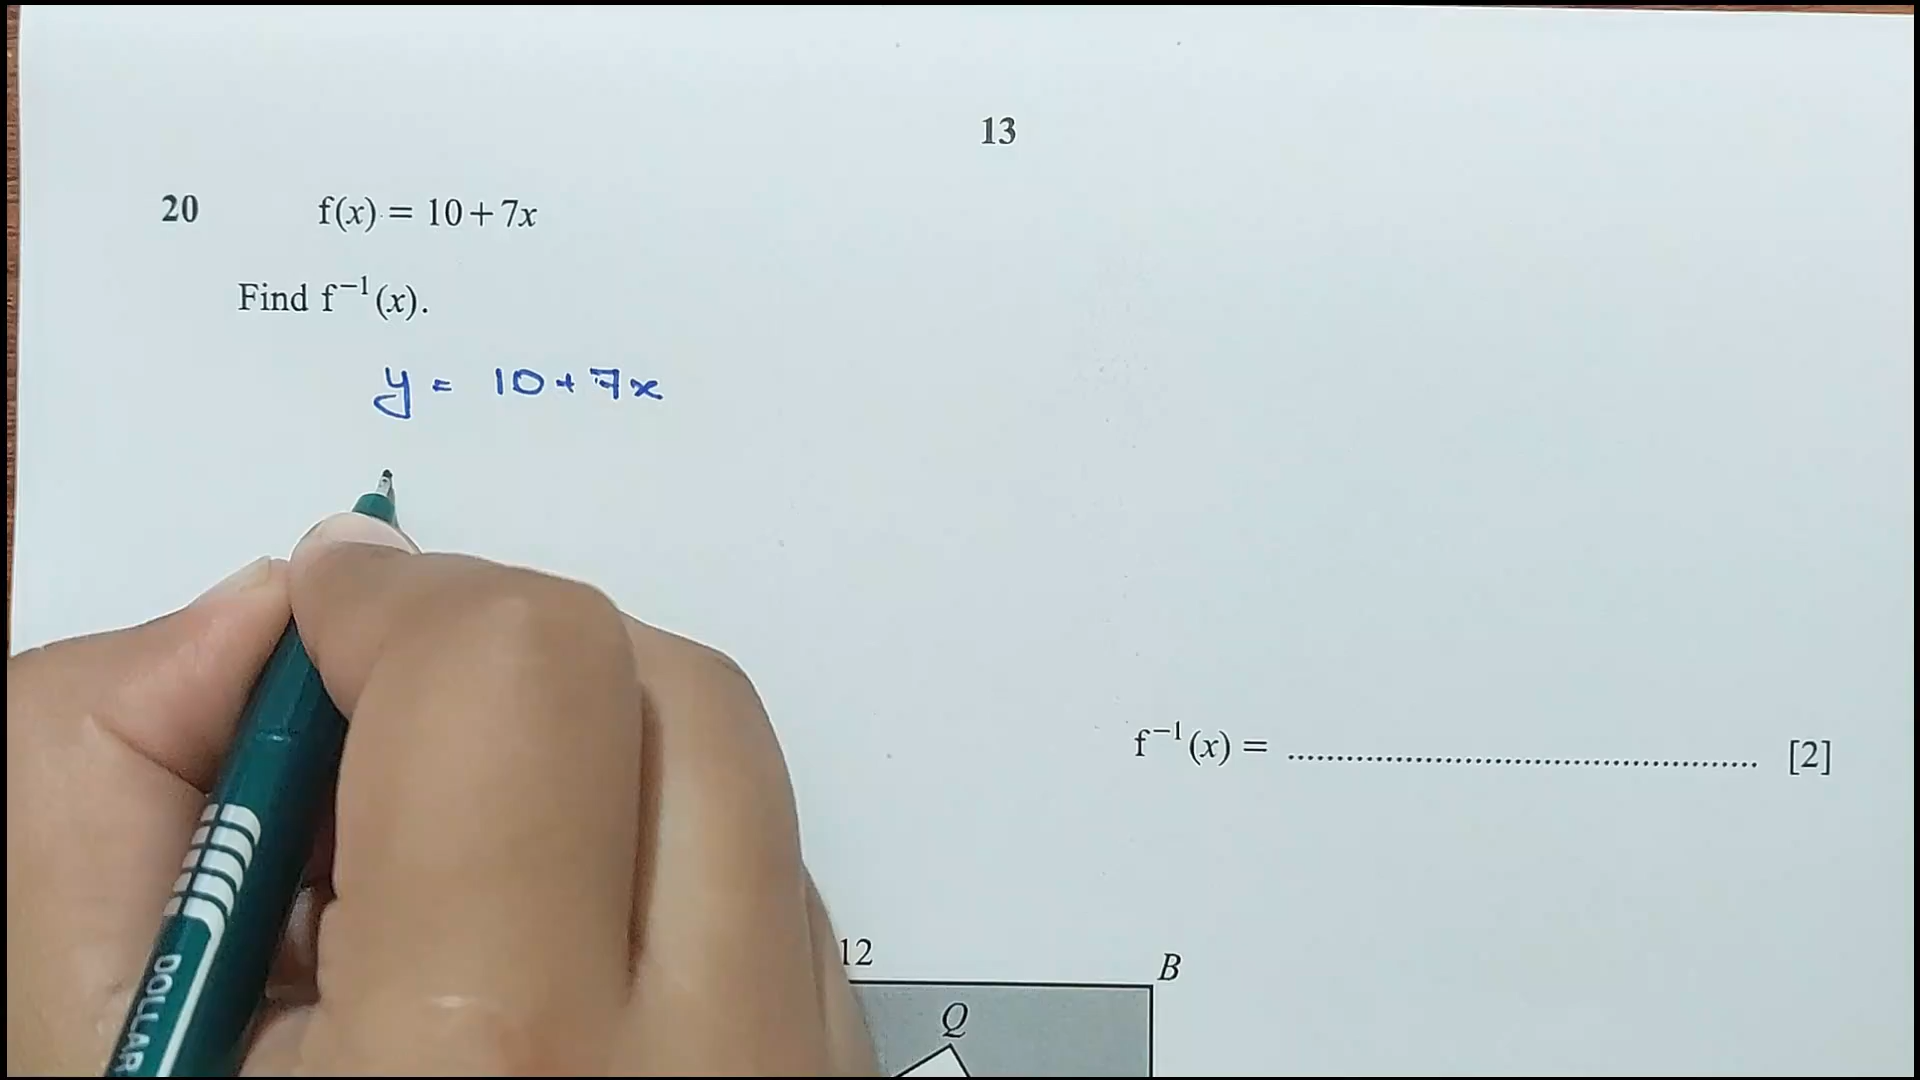 13
20 f(x) = 10+7x
Find f⁻¹(x).
y = 10+7x
f⁻¹(x) = ................................................ [2]
12
B
Q
DOLLAR